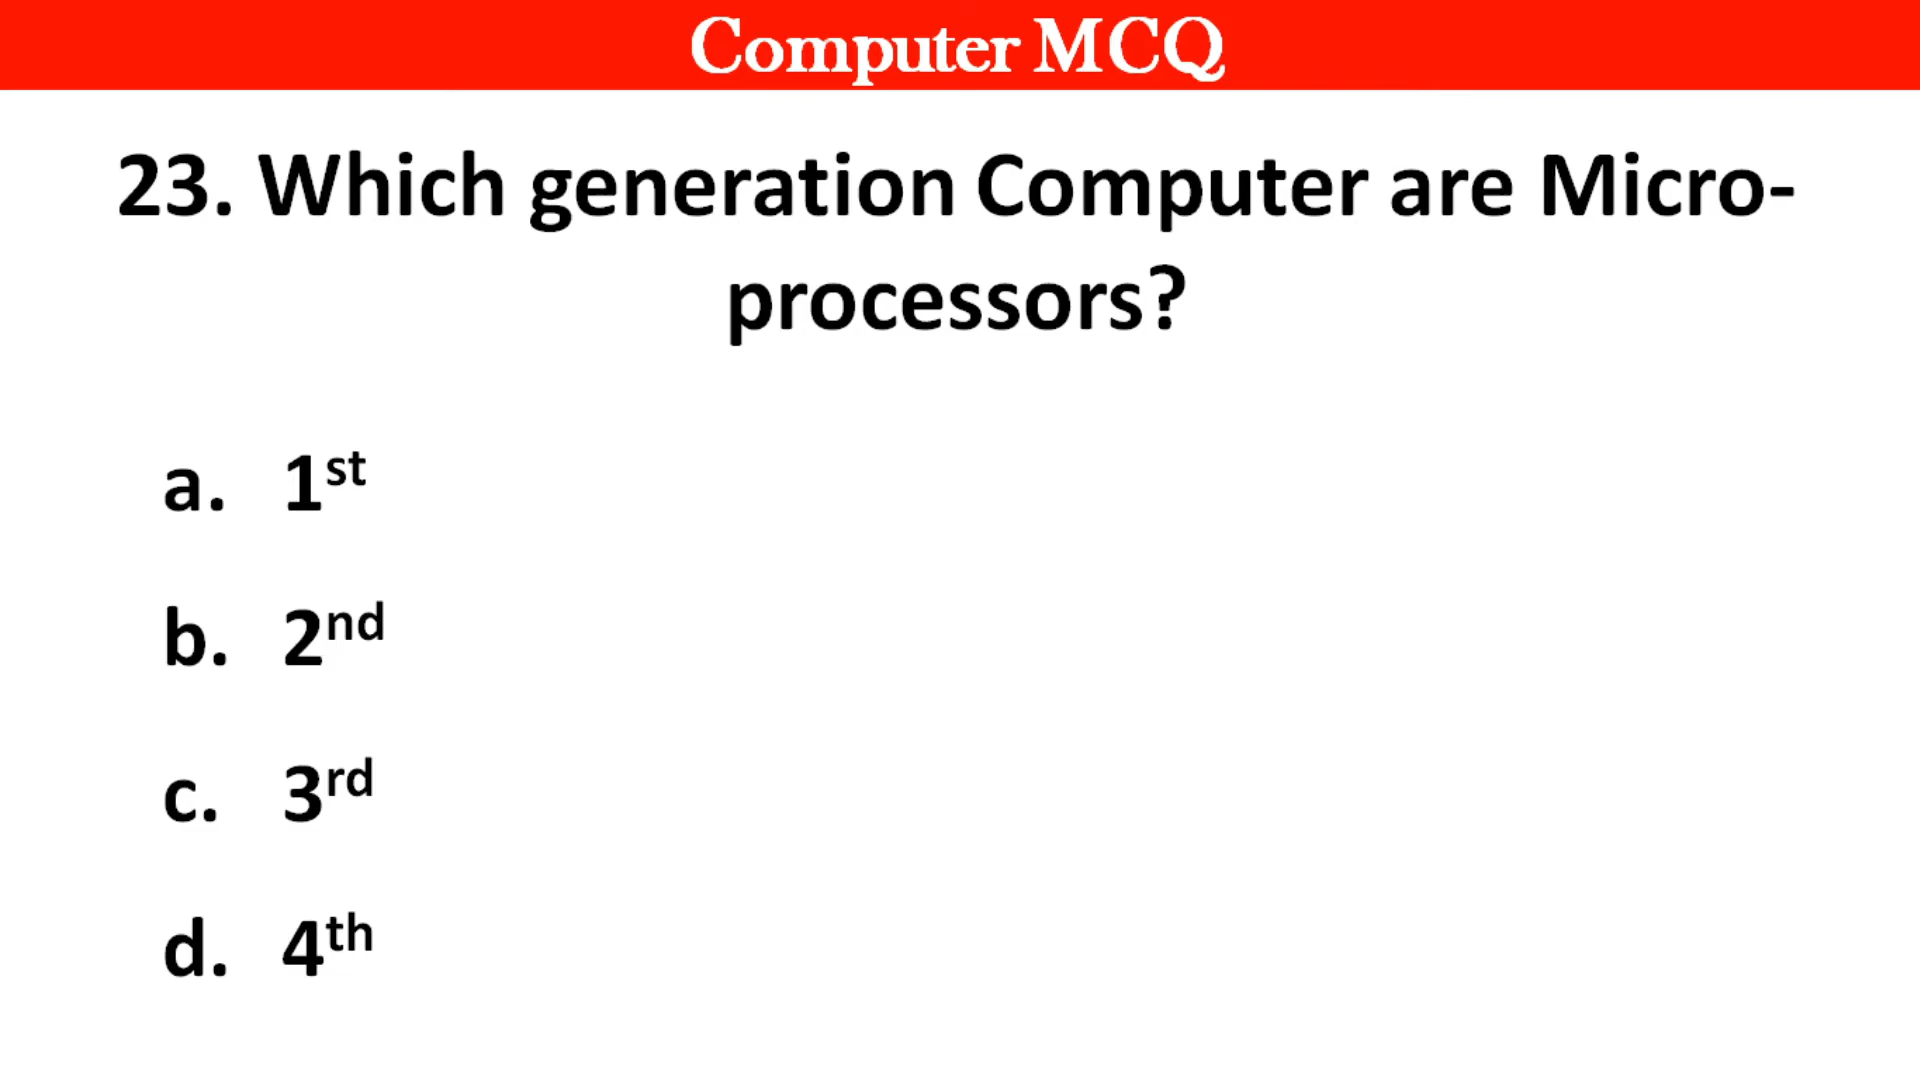 Computer MCQ
23. Which generation Computer are Micro-
processors?
a. 1st
b. 2nd
c. 3rd
d. 4th